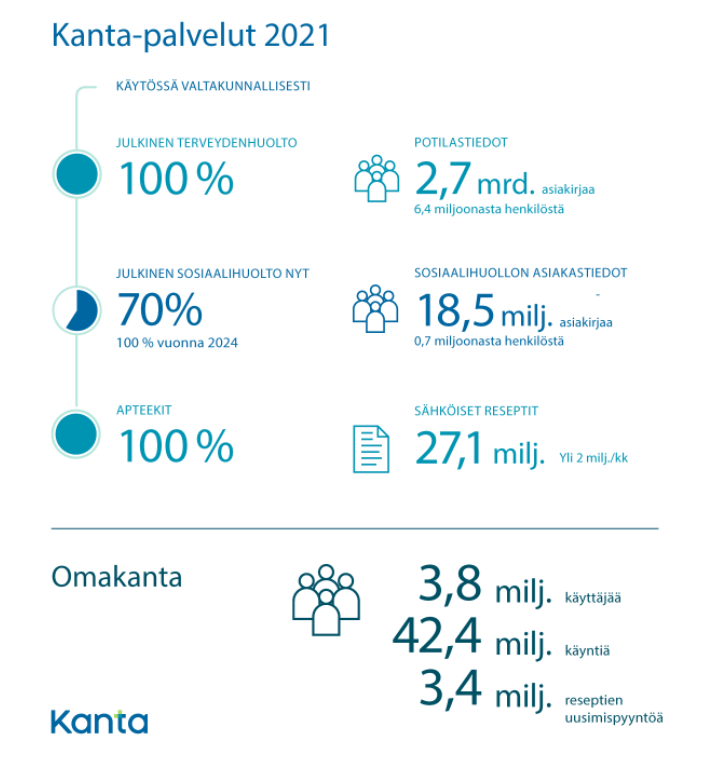 Kanta-palvelut 2021
KÄYTÖSSÄ VALTAKUNNALLISESTI
JULKINEN TERVEYDENHUOLTO
100 %
POTILASTIEDOT
2,7 mrd. asiakirjaa
6,4 miljoonasta henkilöstä
JULKINEN SOSIAALIHUOLTO NYT
70%
100 % vuonna 2024
SOSIAALIHUOLLON ASIAKASTIEDOT
-
18,5 milj. asiakirjaa
0,7 miljoonasta henkilöstä
APTEEKIT
100 %
SÄHKÖISET RESEPTIT
27,1 milj. Yli 2 milj./kk
Omakanta
3,8 milj. käyttäjää
42,4 milj. käyntiä
3,4 milj. reseptien
uusimispyyntöä
Kanta